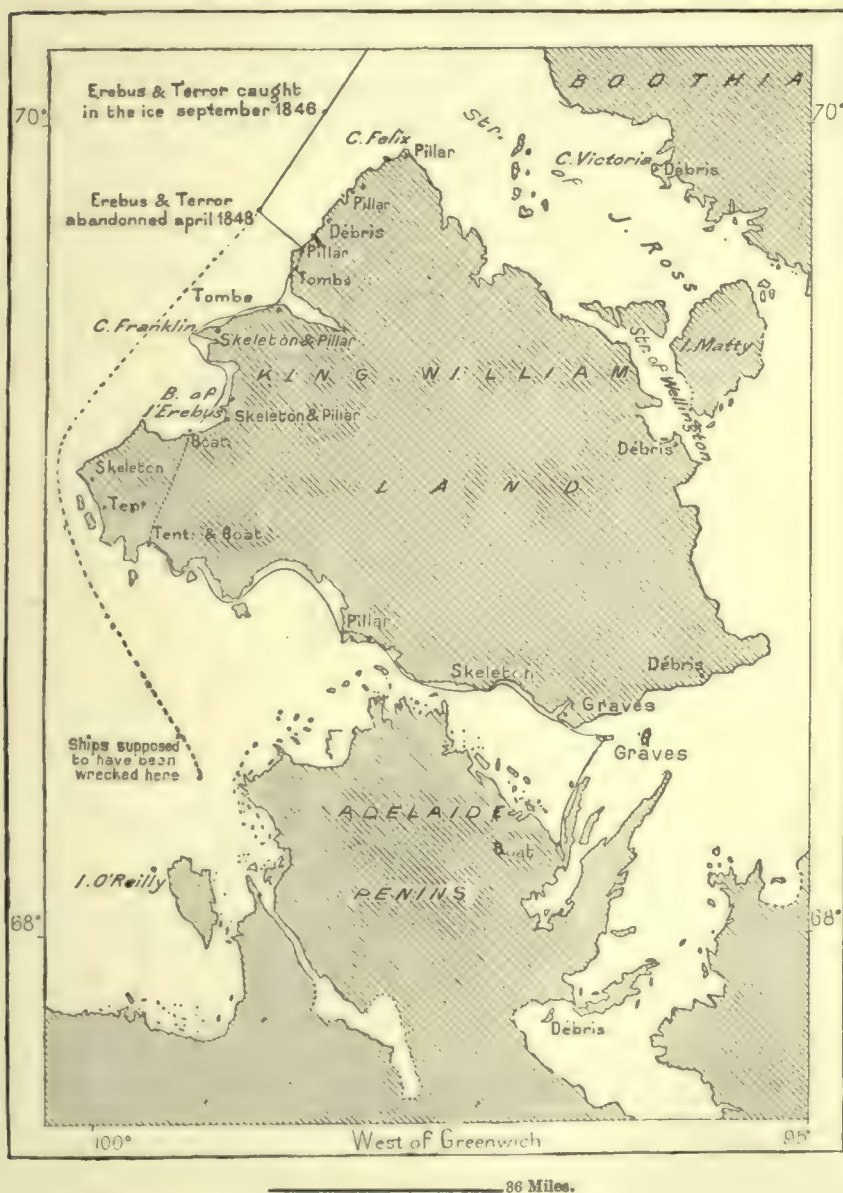 BOOTHIA
Erebus & Terror caught
in the ice september 1846
70°
70°
C. Felix
Pillar
Str. of J. Ross
C. Victoria
Débris
Pillar
Erebus & Terror
abandonned april 1848
Débris
Pillar
Tombs
Tombs
C. Franklin
Skeleton & Pillar
Str. of Wellington
I. Matty
KING WILLIAM
LAND
B. of
l'Erebus
Skeleton & Pillar
Boat
Débris
Skeleton
Tent
Tent & Boat
Pillar
Skeleton
Débris
Graves
Graves
Ships supposed
to have been
wrecked here
ADELAIDE
PENINS
Boat
I. O'Reilly
68°
68°
Débris
100°
West of Greenwich
95°
36 Miles.